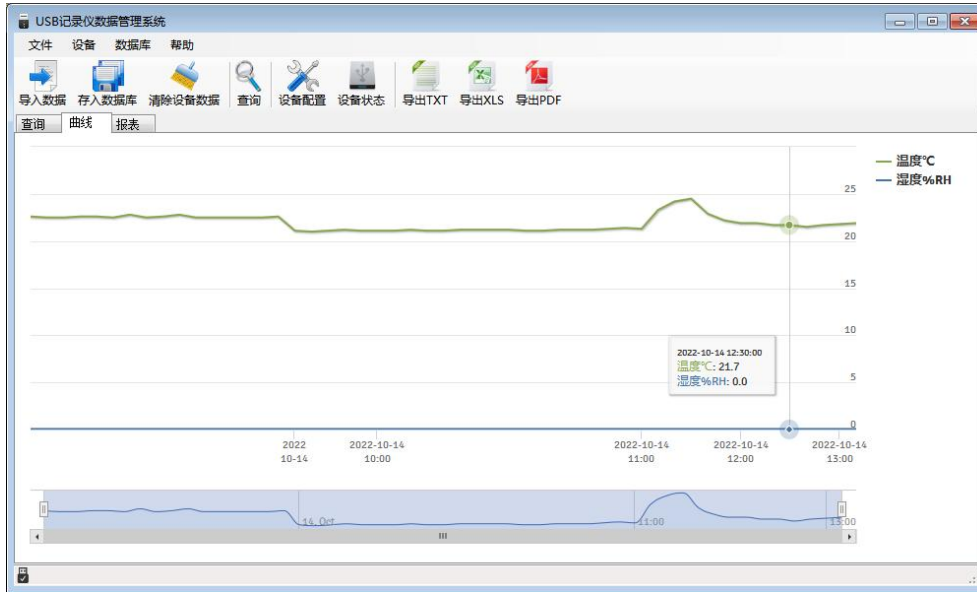 USB记录仪数据管理系统
文件 设备 数据库 帮助
导入数据 存入数据库 清除设备数据 查询 设备配置 设备状态 导出TXT 导出XLS 导出PDF
查询 曲线 报表
温度℃
湿度%RH
25
20
15
10
5
0
2022-10-14 12:30:00
温度℃: 21.7
湿度%RH: 0.0
2022 2022-10-14 2022-10-14 2022-10-14 2022-10-14
10-14 10:00 11:00 12:00 13:00
14. Oct 11:00 13:00